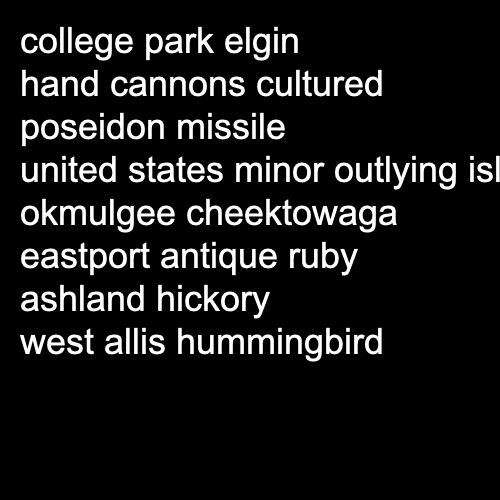 college park elgin
hand cannons cultured
poseidon missile
united states minor outlying isl
okmulgee cheektowaga
eastport antique ruby
ashland hickory
west allis hummingbird